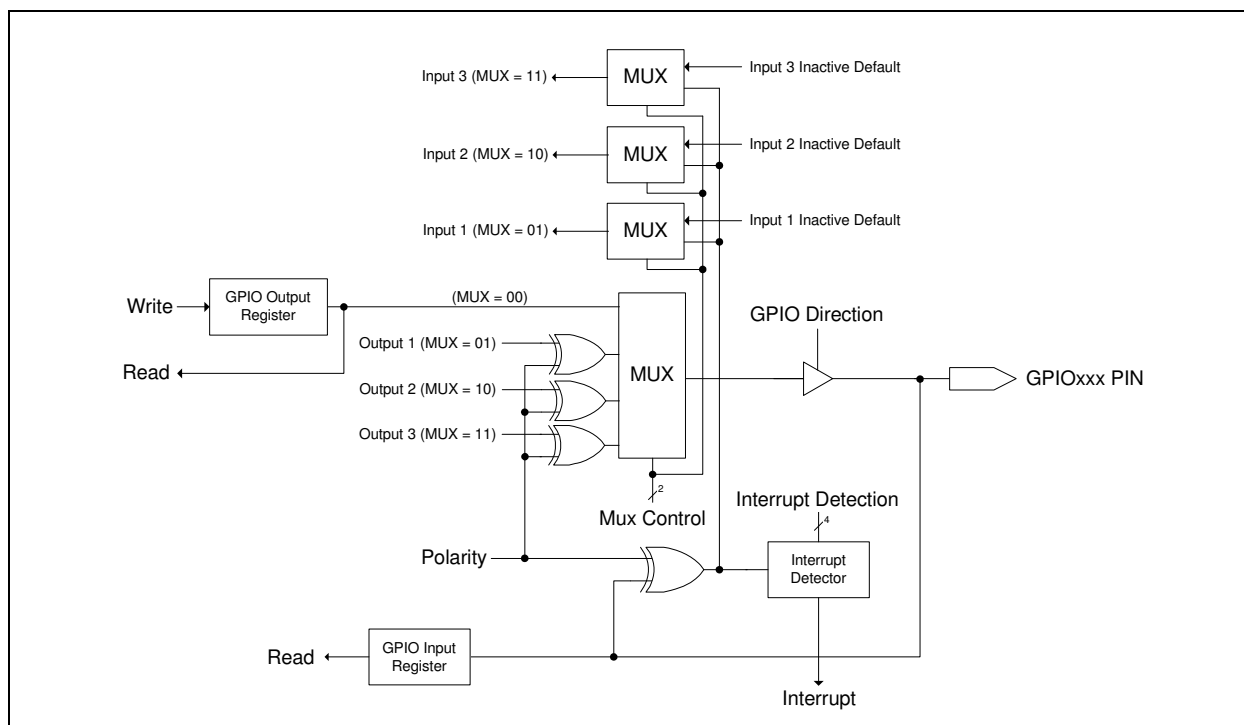 MUX
Input 3 (MUX = 11)
Input 3 Inactive Default
MUX
Input 2 (MUX = 10)
Input 2 Inactive Default
MUX
Input 1 (MUX = 01)
Input 1 Inactive Default
Write
GPIO Output
Register
(MUX = 00)
GPIO Direction
Output 1 (MUX = 01)
Read
MUX
GPIOxxx PIN
Output 2 (MUX = 10)
Output 3 (MUX = 11)
2
Mux Control
Interrupt Detection
4
Polarity
Interrupt
Detector
Read
GPIO Input
Register
Interrupt